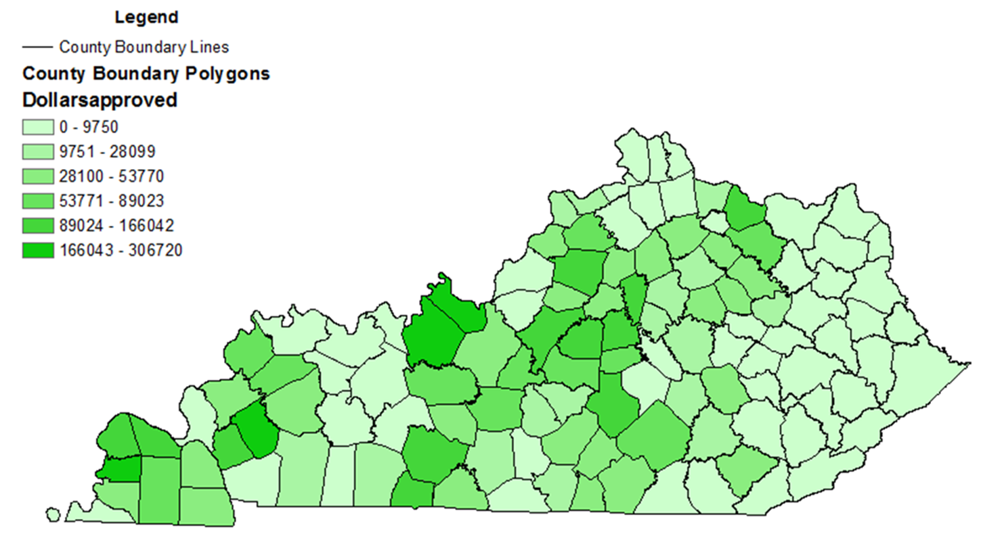 Legend
County Boundary Lines
County Boundary Polygons
Dollarsapproved
0 - 9750
9751 - 28099
28100 - 53770
53771 - 89023
89024 - 166042
166043 - 306720